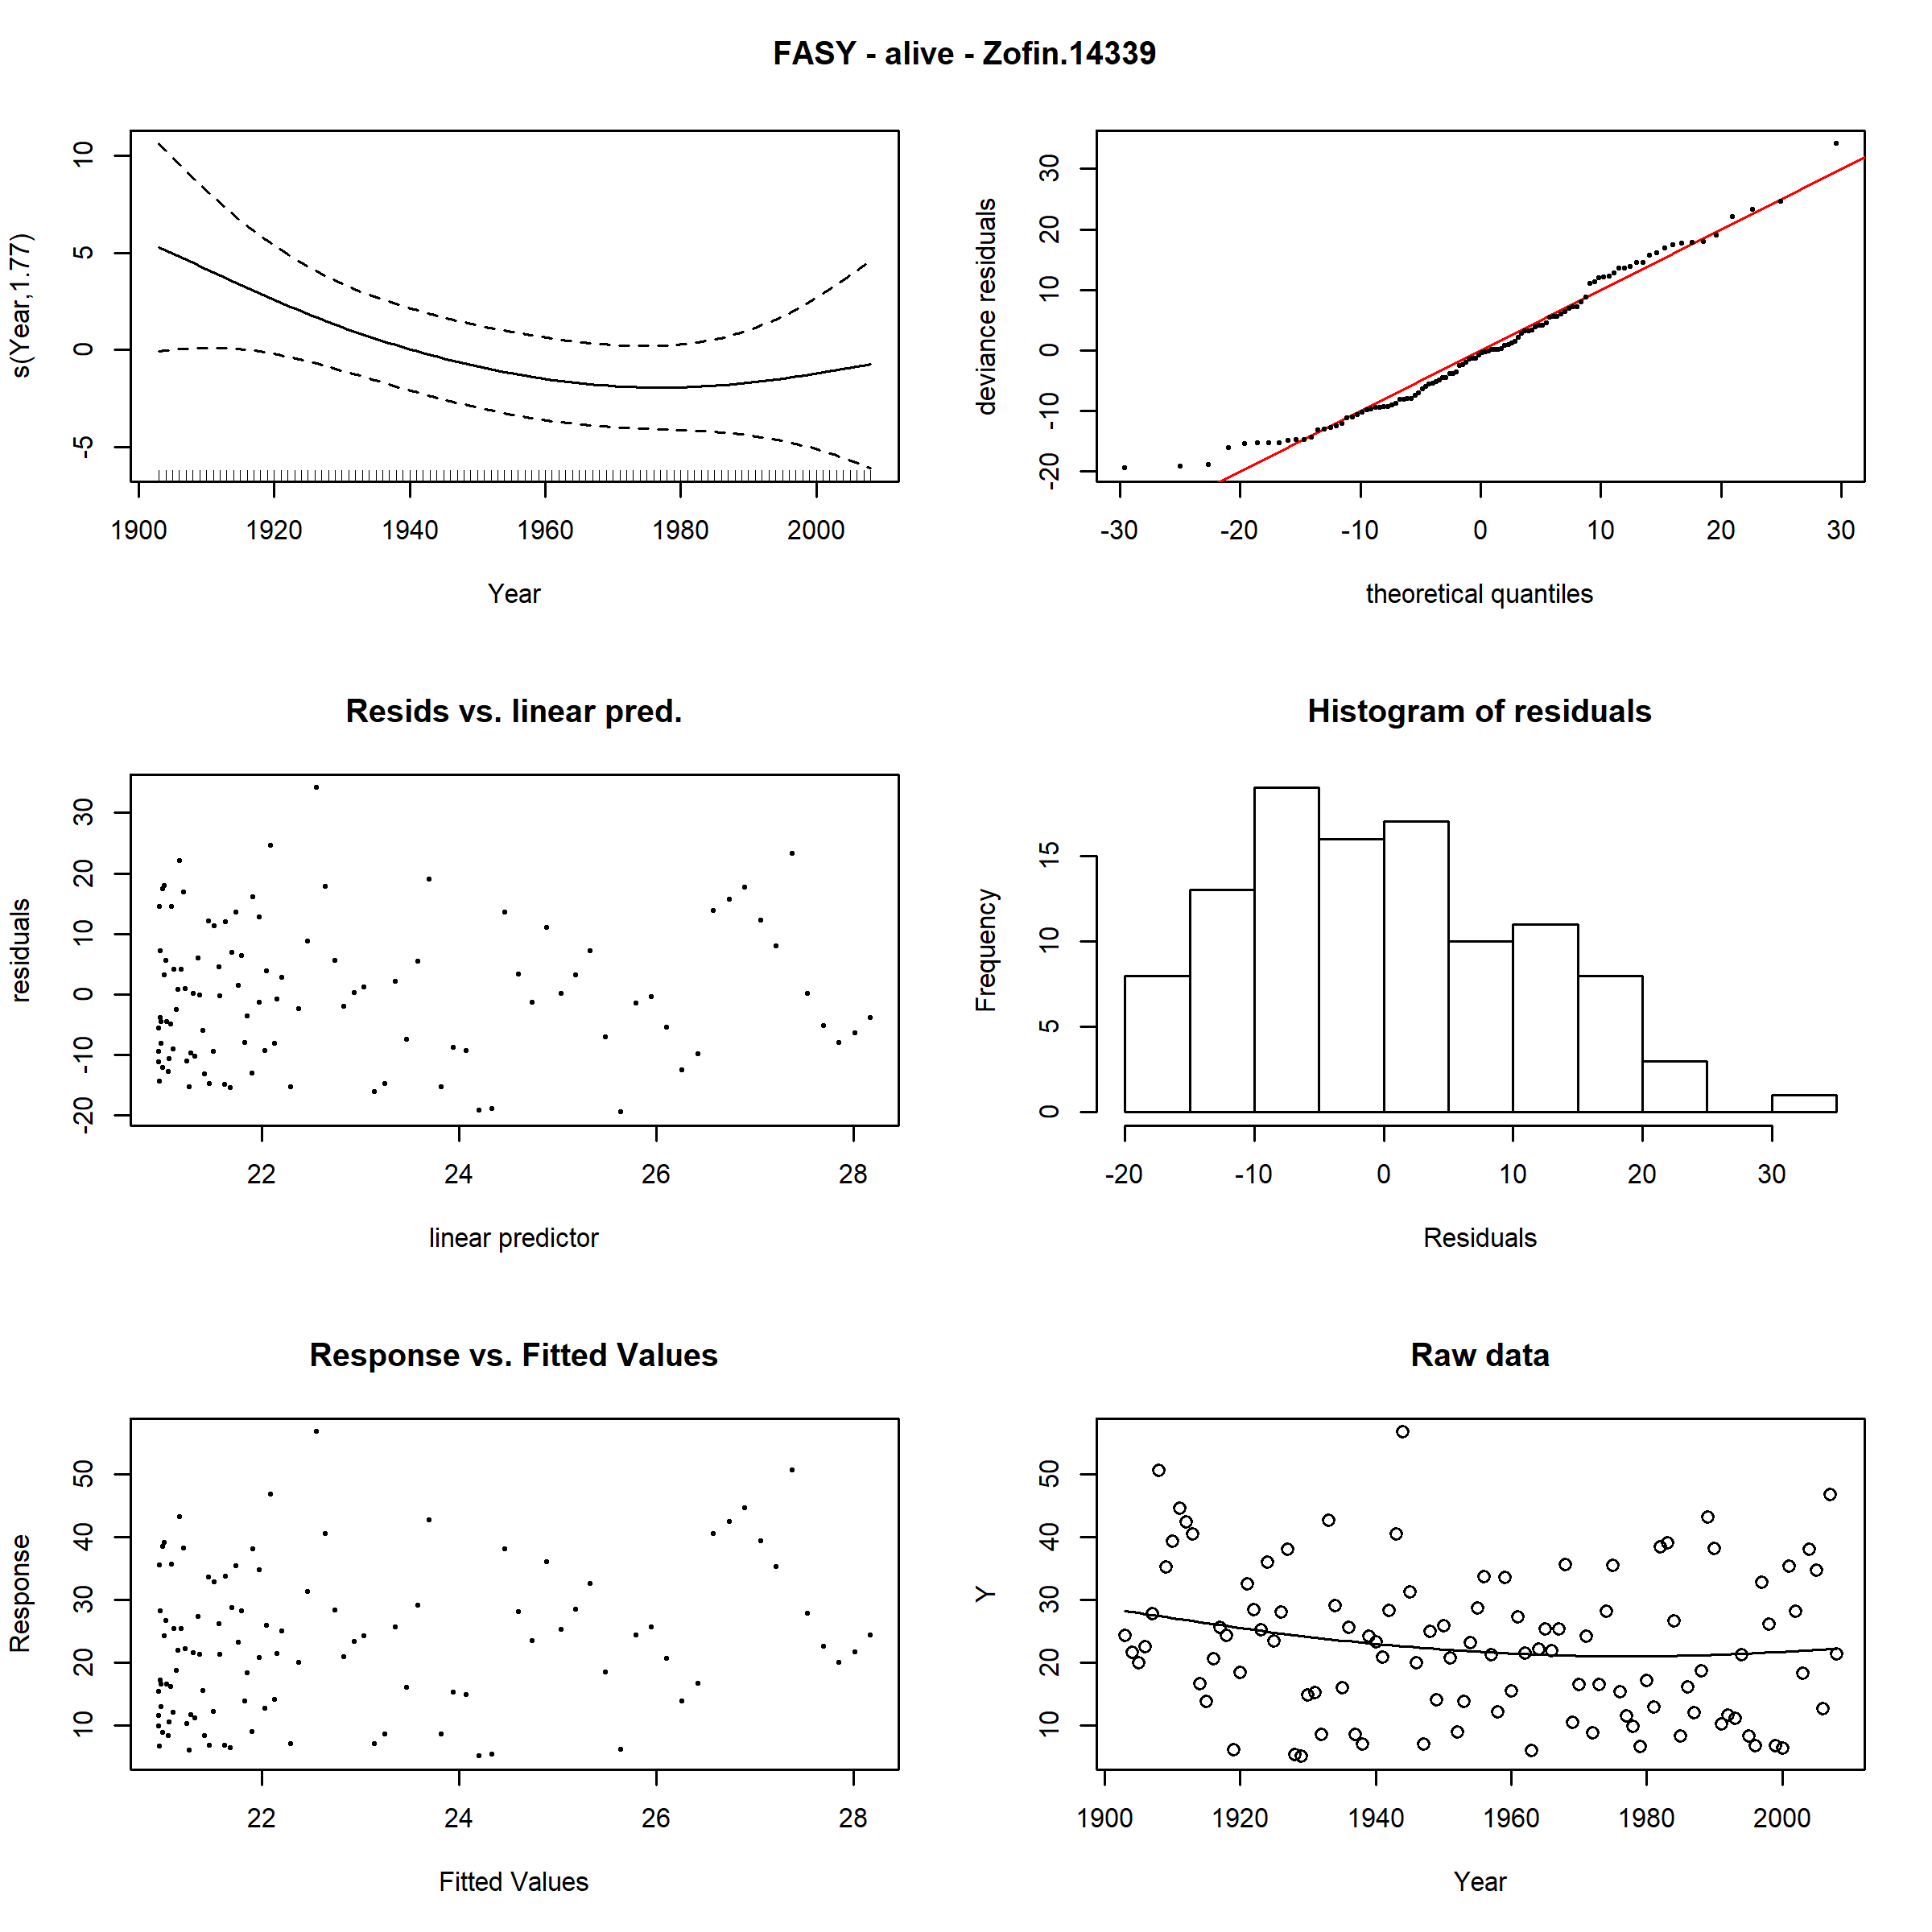 FASY - alive - Zofin.14339
s(Year,1.77)
10
5
0
-5
1900 1920 1940 1960 1980 2000
Year
deviance residuals
30
20
10
0
-10
-20
-30 -20 -10 0 10 20 30
theoretical quantiles
Resids vs. linear pred.
residuals
30
20
10
0
-10
-20
22 24 26 28
linear predictor
Histogram of residuals
Frequency
15
10
5
0
-20 -10 0 10 20 30
Residuals
Response vs. Fitted Values
Response
50
40
30
20
10
22 24 26 28
Fitted Values
Raw data
Y
50
40
30
20
10
1900 1920 1940 1960 1980 2000
Year